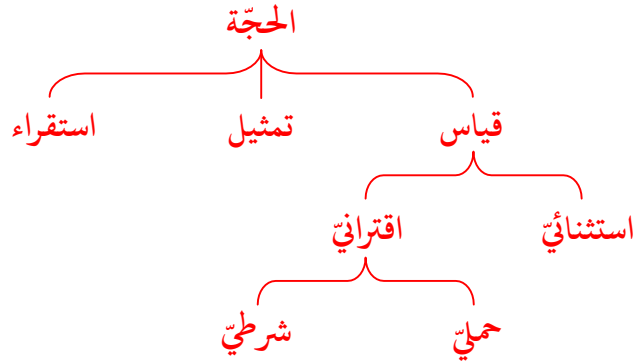 الحجّة
قياس تمثيل استقراء
استثنائيّ اقترانيّ
حمليّ شرطيّ